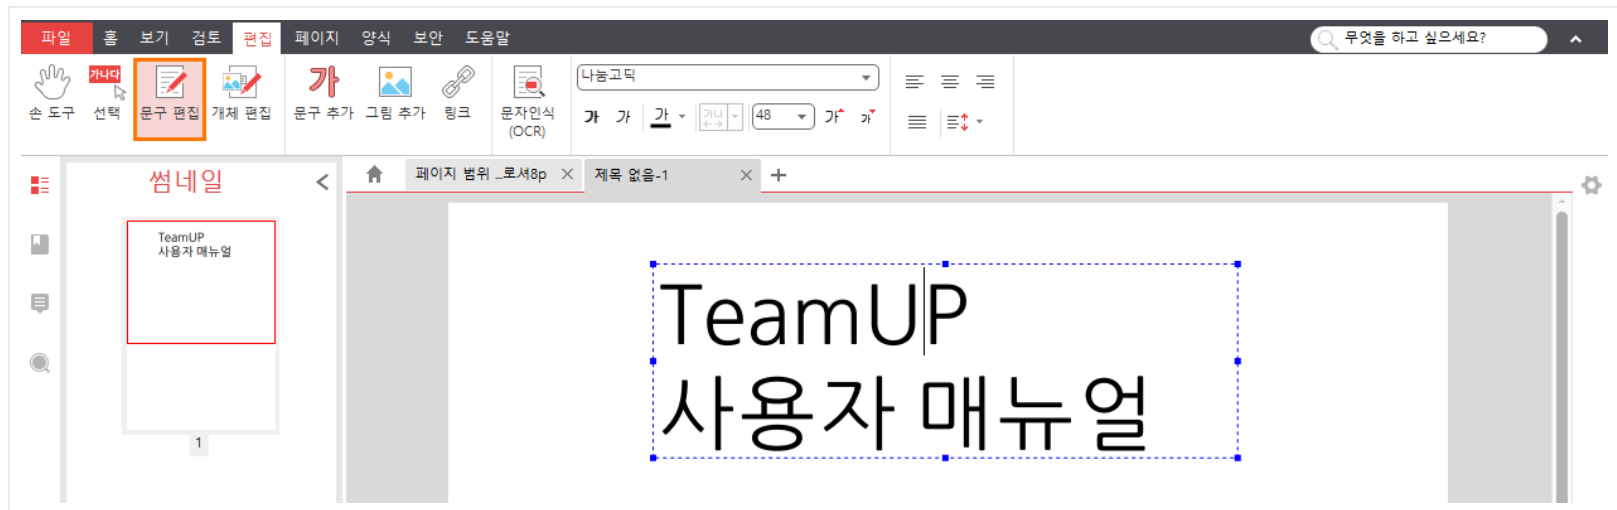 파일 홈 보기 검토 편집 페이지 양식 보안 도움말 무엇을 하고 싶으세요?
가나다 가 나눔고딕
손 도구 선택 문구 편집 개체 편집 문구 추가 그림 추가 링크 문자인식 (OCR)
가 가 가 가나 48 가 가
썸네일 페이지 범위 ...로셔8p 제목 없음-1
TeamUP
사용자 매뉴얼
1
TeamUP
사용자 매뉴얼